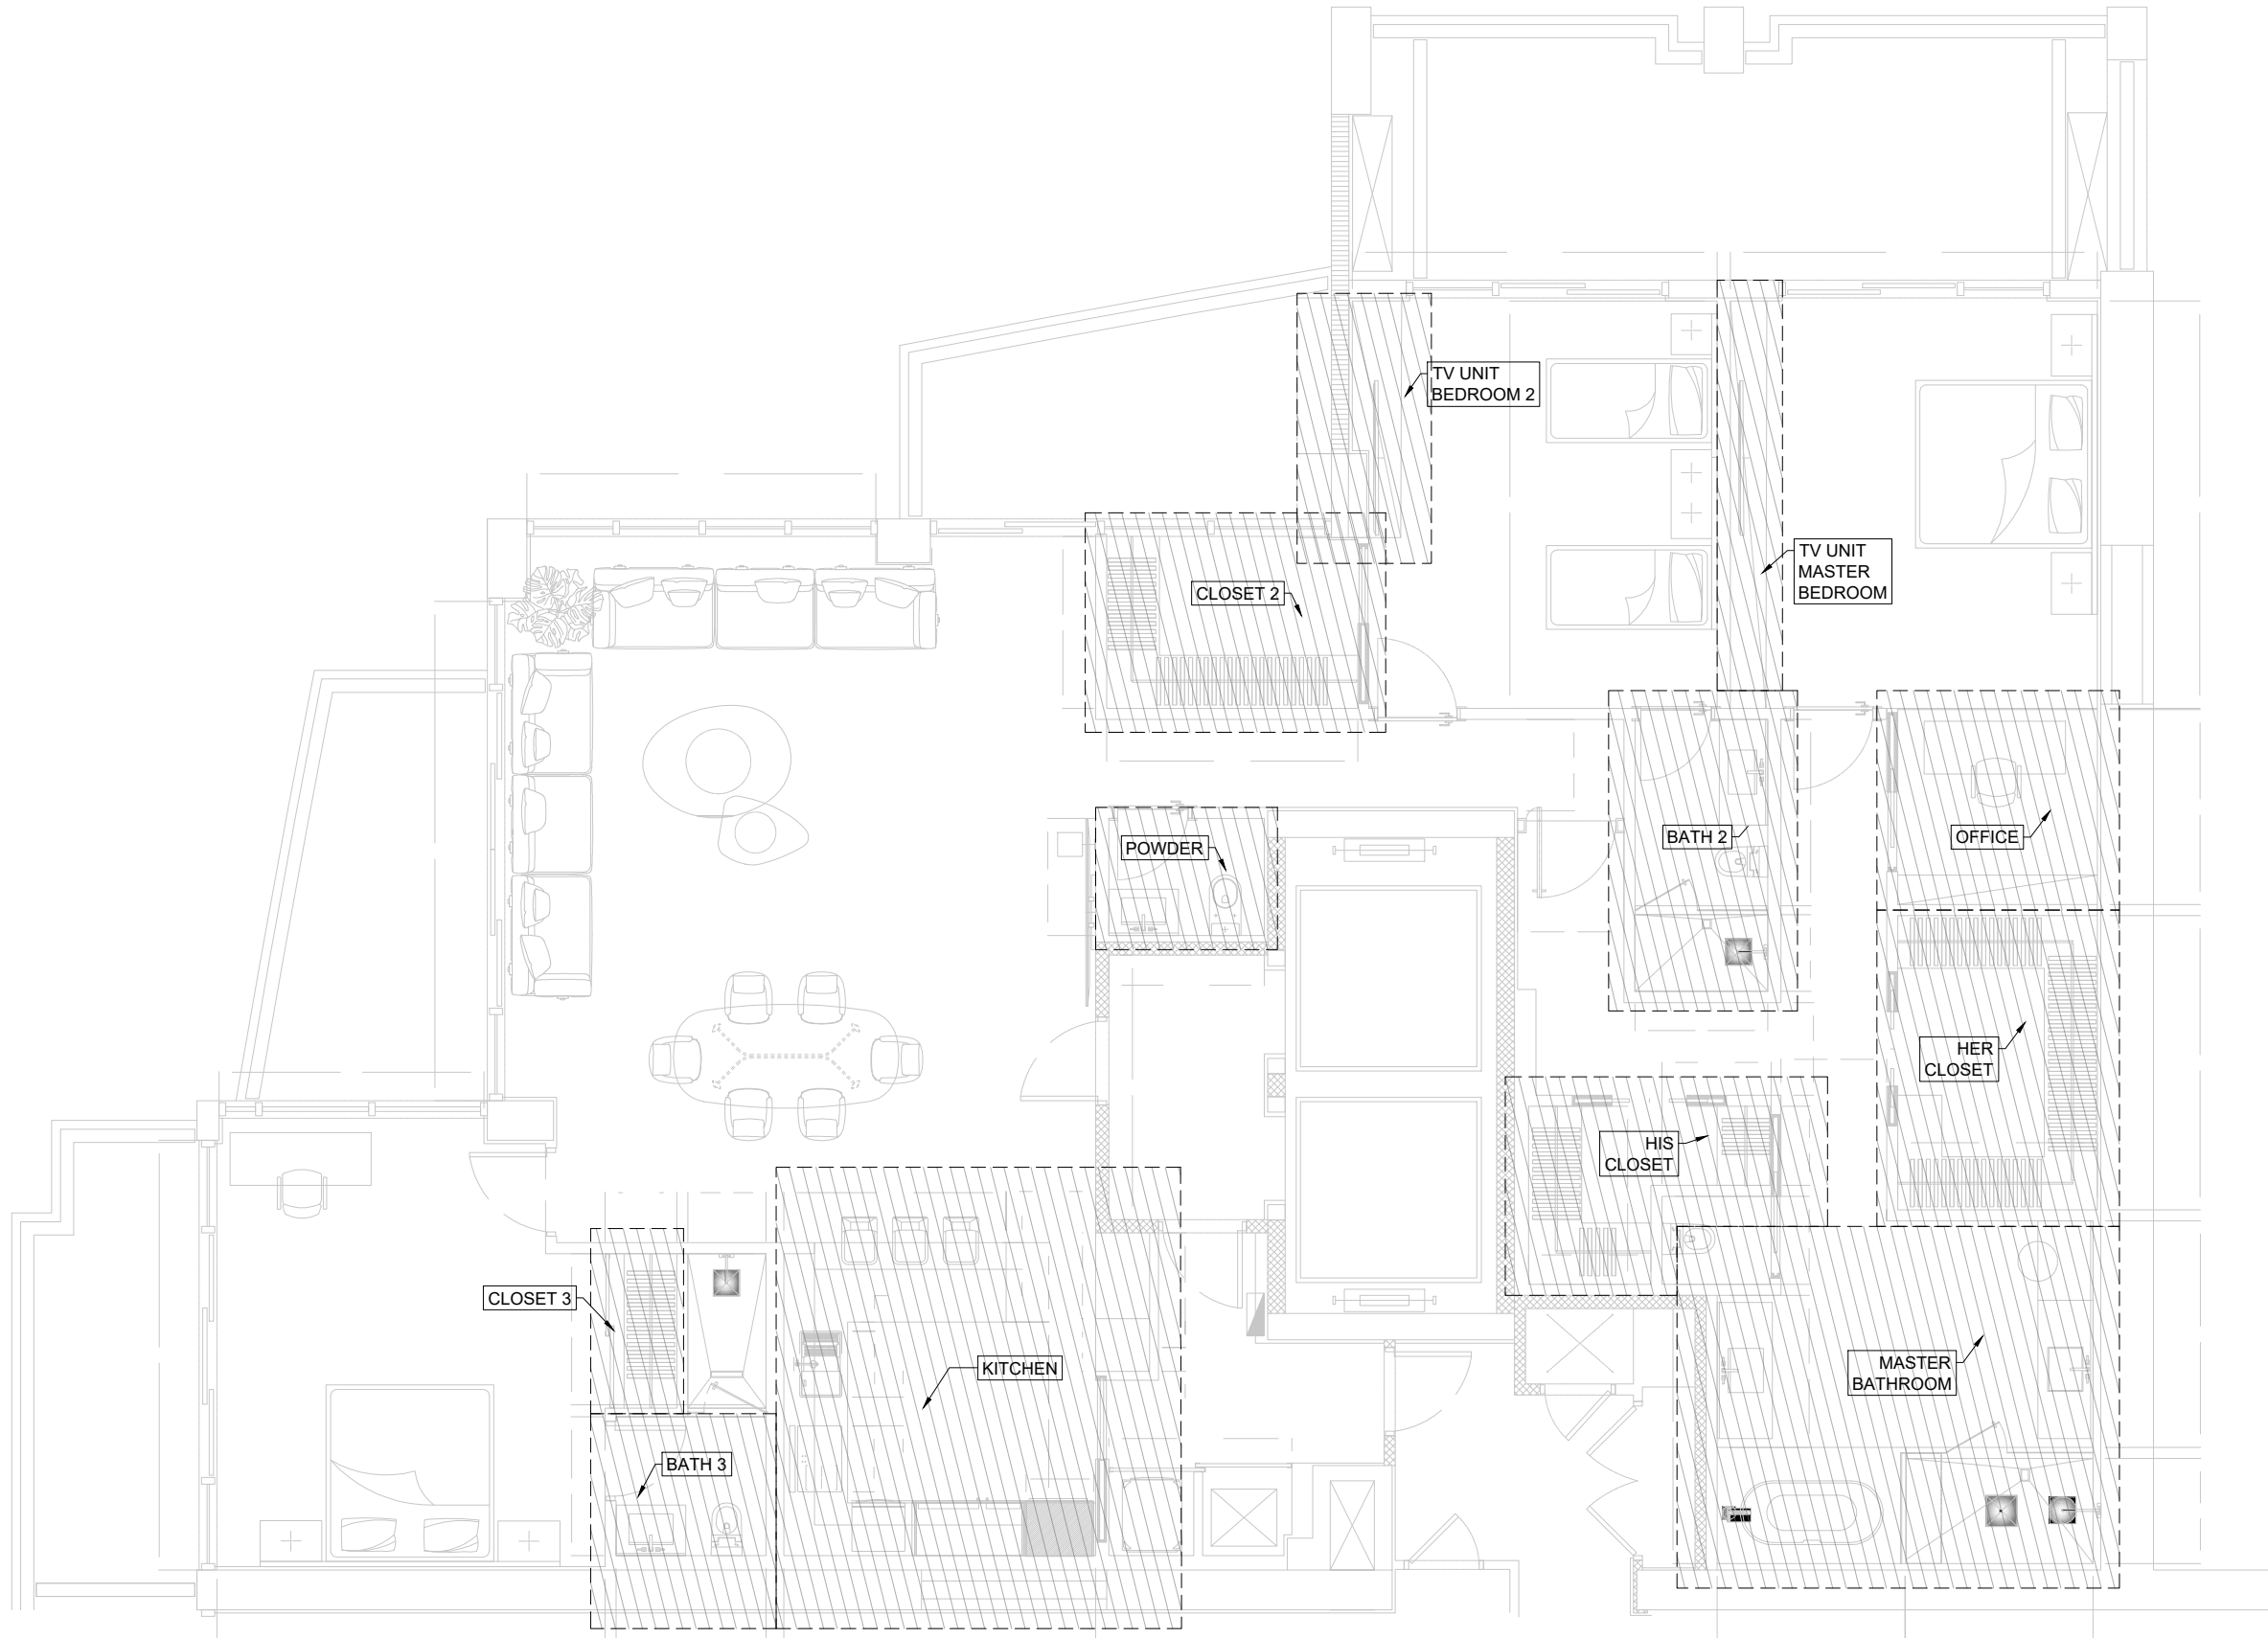 TV UNIT
BEDROOM 2
TV UNIT
MASTER
BEDROOM
CLOSET 2
POWDER
BATH 2
OFFICE
HER
CLOSET
HIS
CLOSET
CLOSET 3
KITCHEN
MASTER
BATHROOM
BATH 3